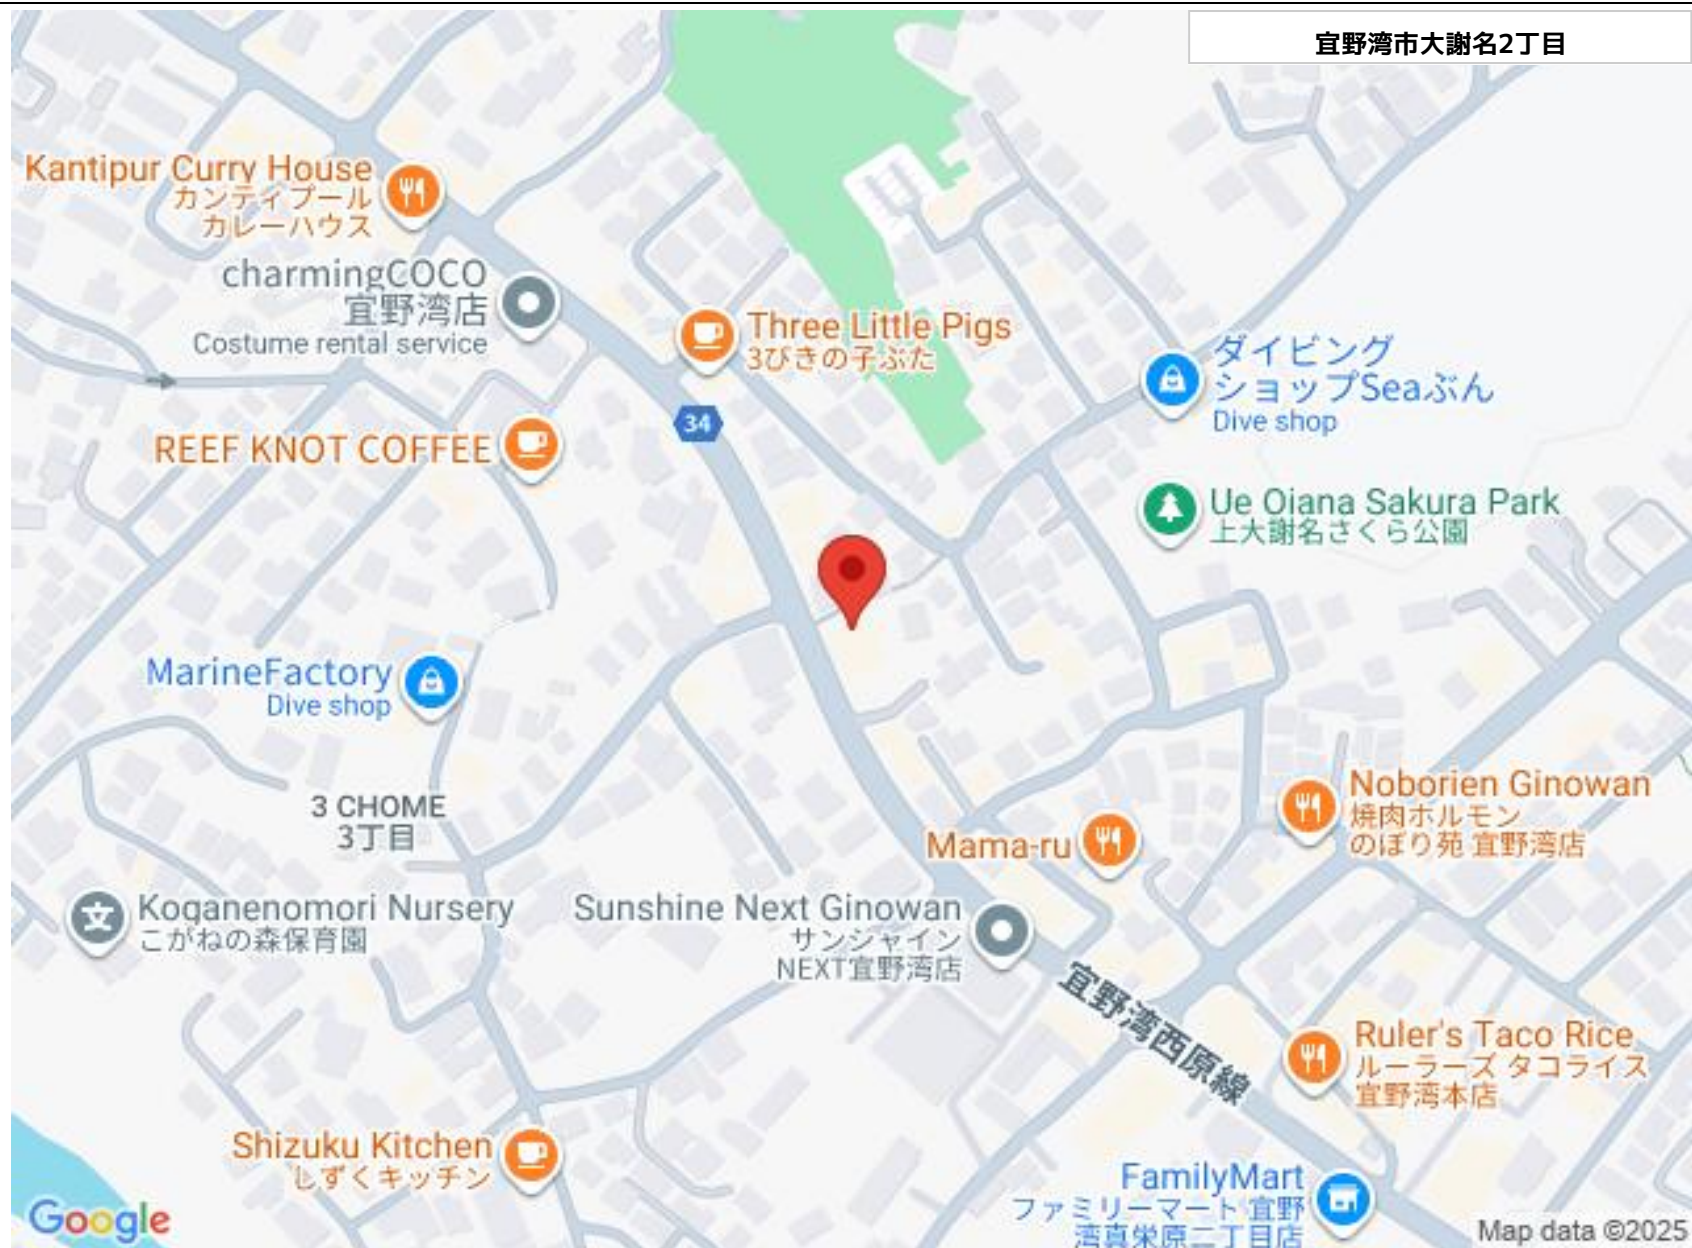 宜野湾市大謝名2丁目
Kantipur Curry House
カンティプール
カレーハウス
charmingCOCO
宜野湾店
Costume rental service
Three Little Pigs
3びきの子ぶた
ダイビング
ショップSeaぶん
Dive shop
34
REEF KNOT COFFEE
Ue Ojana Sakura Park
上大謝名さくら公園
MarineFactory
Dive shop
3 CHOME
3丁目
Noborien Ginowan
焼肉ホルモン
のぼり苑 宜野湾店
Mama-ru
Koganenomori Nursery
こがねの森保育園
文
Sunshine Next Ginowan
サンシャイン
NEXT宜野湾店
宜野湾西原線
Ruler's Taco Rice
ルーラーズ タコライス
宜野湾本店
Shizuku Kitchen
しずくキッチン
FamilyMart
ファミリーマート 宜野
湾真栄原二丁目店
Google
Map data ©2025